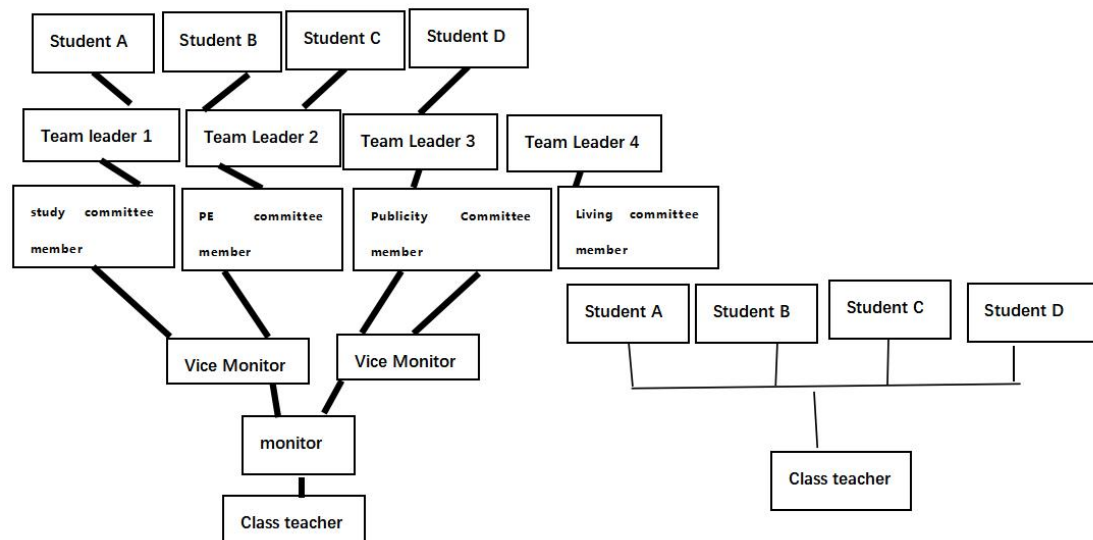 Student A
Student B
Student C
Student D
Team leader 1
Team Leader 2
Team Leader 3
Team Leader 4
study committee
member
PE committee
member
Publicity Committee
member
Living committee
member
Vice Monitor
Vice Monitor
monitor
Class teacher
Student A
Student B
Student C
Student D
Class teacher